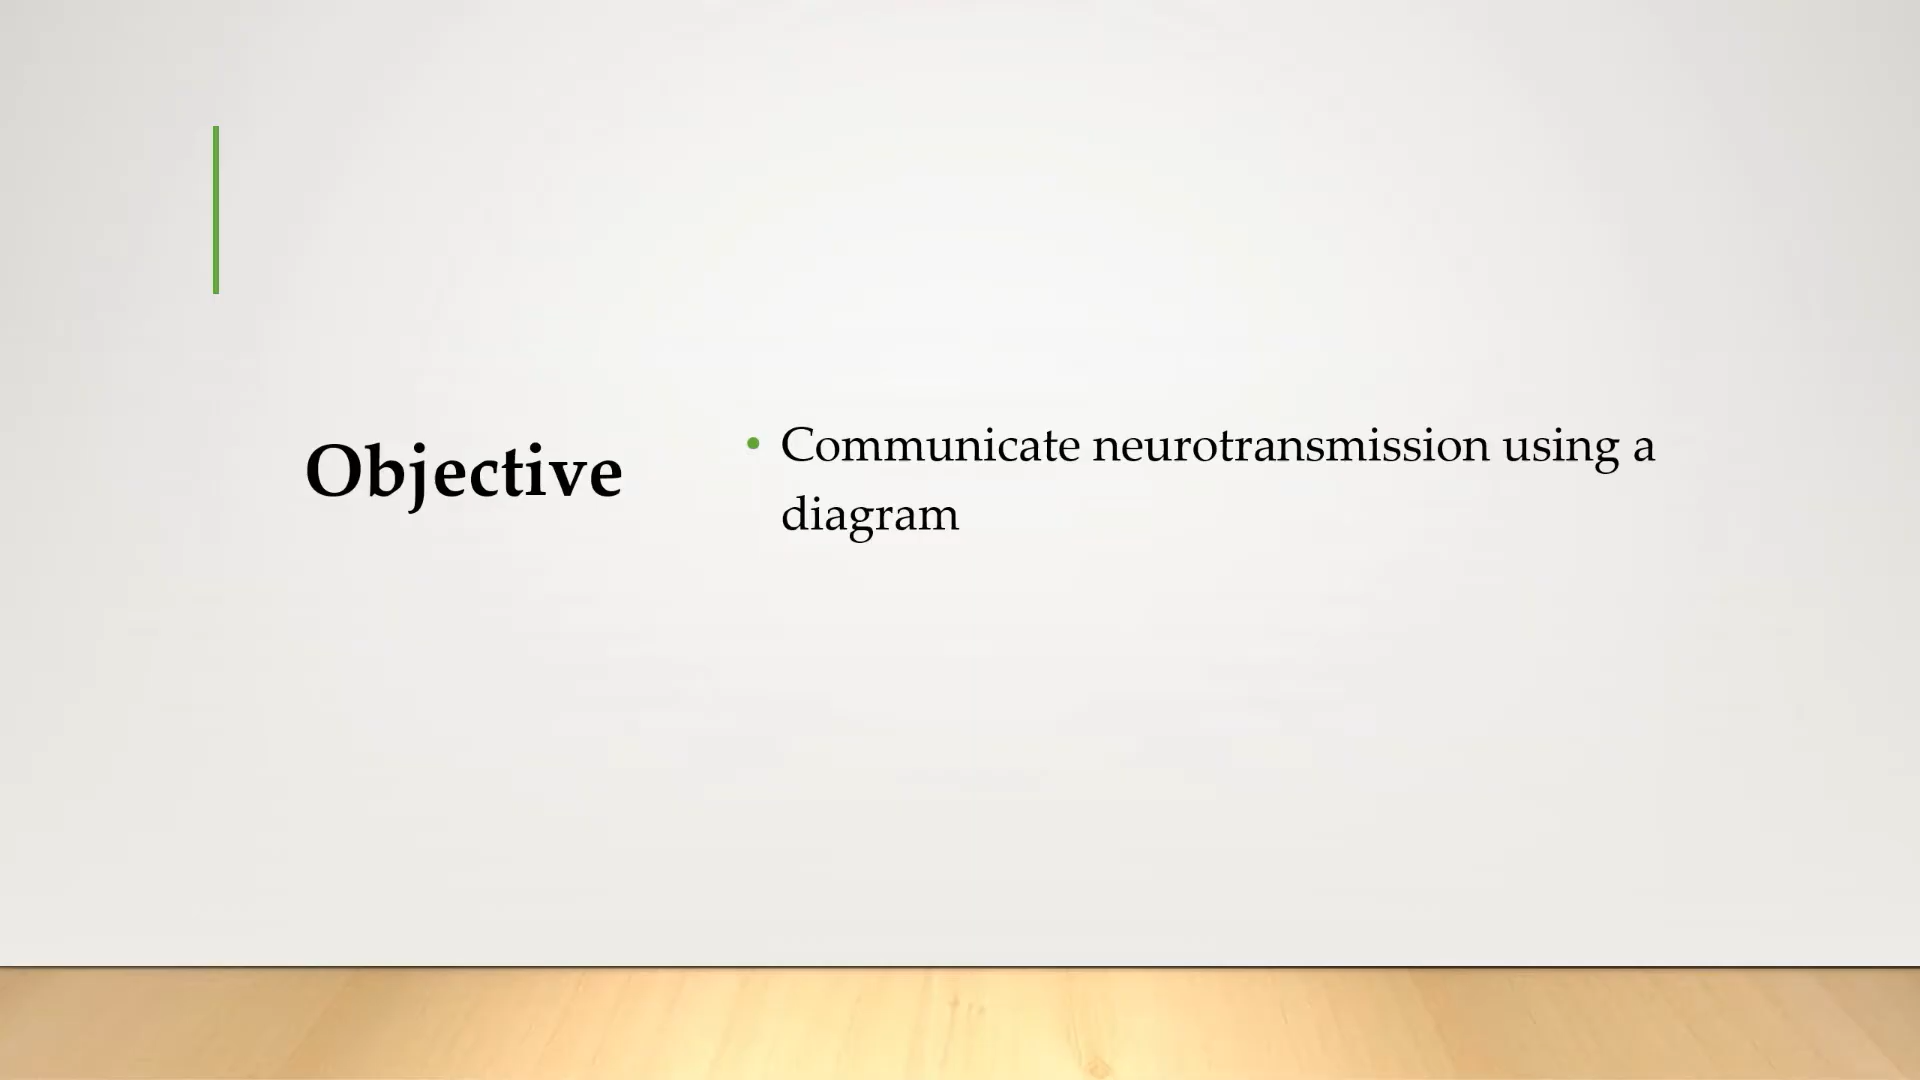 Objective
• Communicate neurotransmission using a
diagram